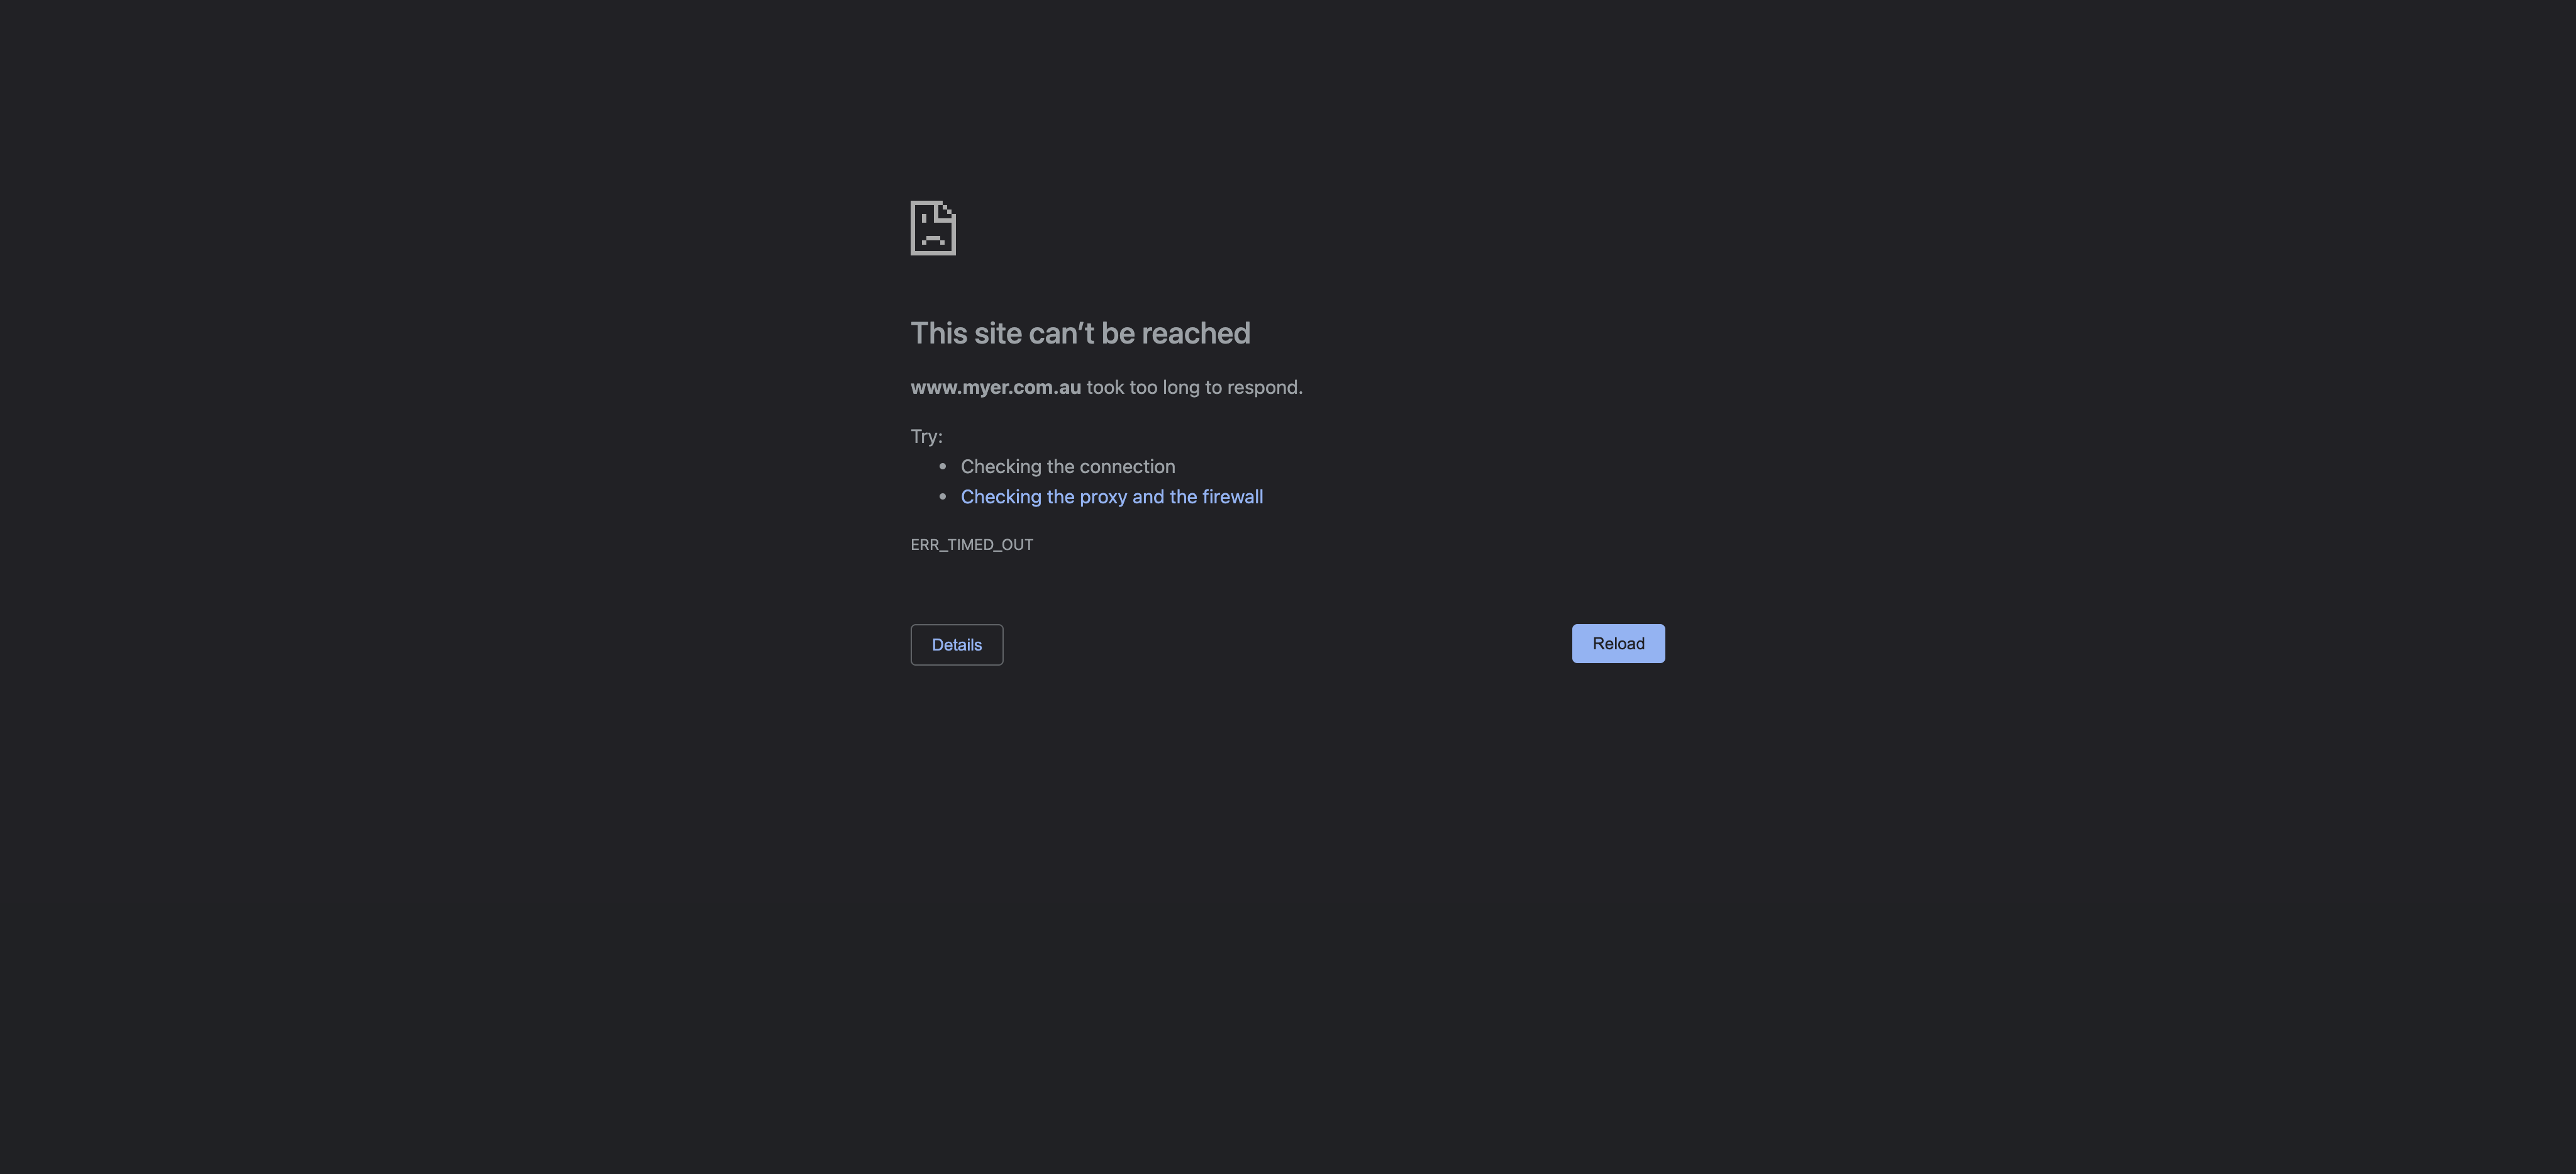 This site can’t be reached
www.myer.com.au took too long to respond.
Try:
• Checking the connection
• Checking the proxy and the firewall
ERR_TIMED_OUT
Details
Reload